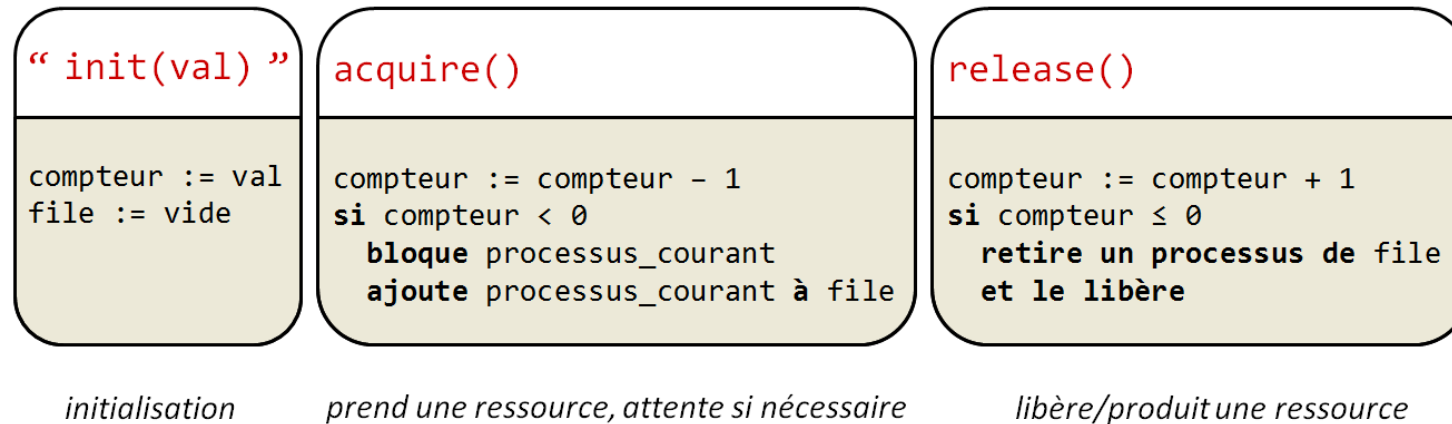 “ init(val) ”
compteur := val
file := vide
initialisation
acquire()
compteur := compteur – 1
si compteur < 0
bloque processus_courant
ajoute processus_courant à file
prend une ressource, attente si nécessaire
release()
compteur := compteur + 1
si compteur ≤ 0
retire un processus de file
et le libère
libère/produit une ressource